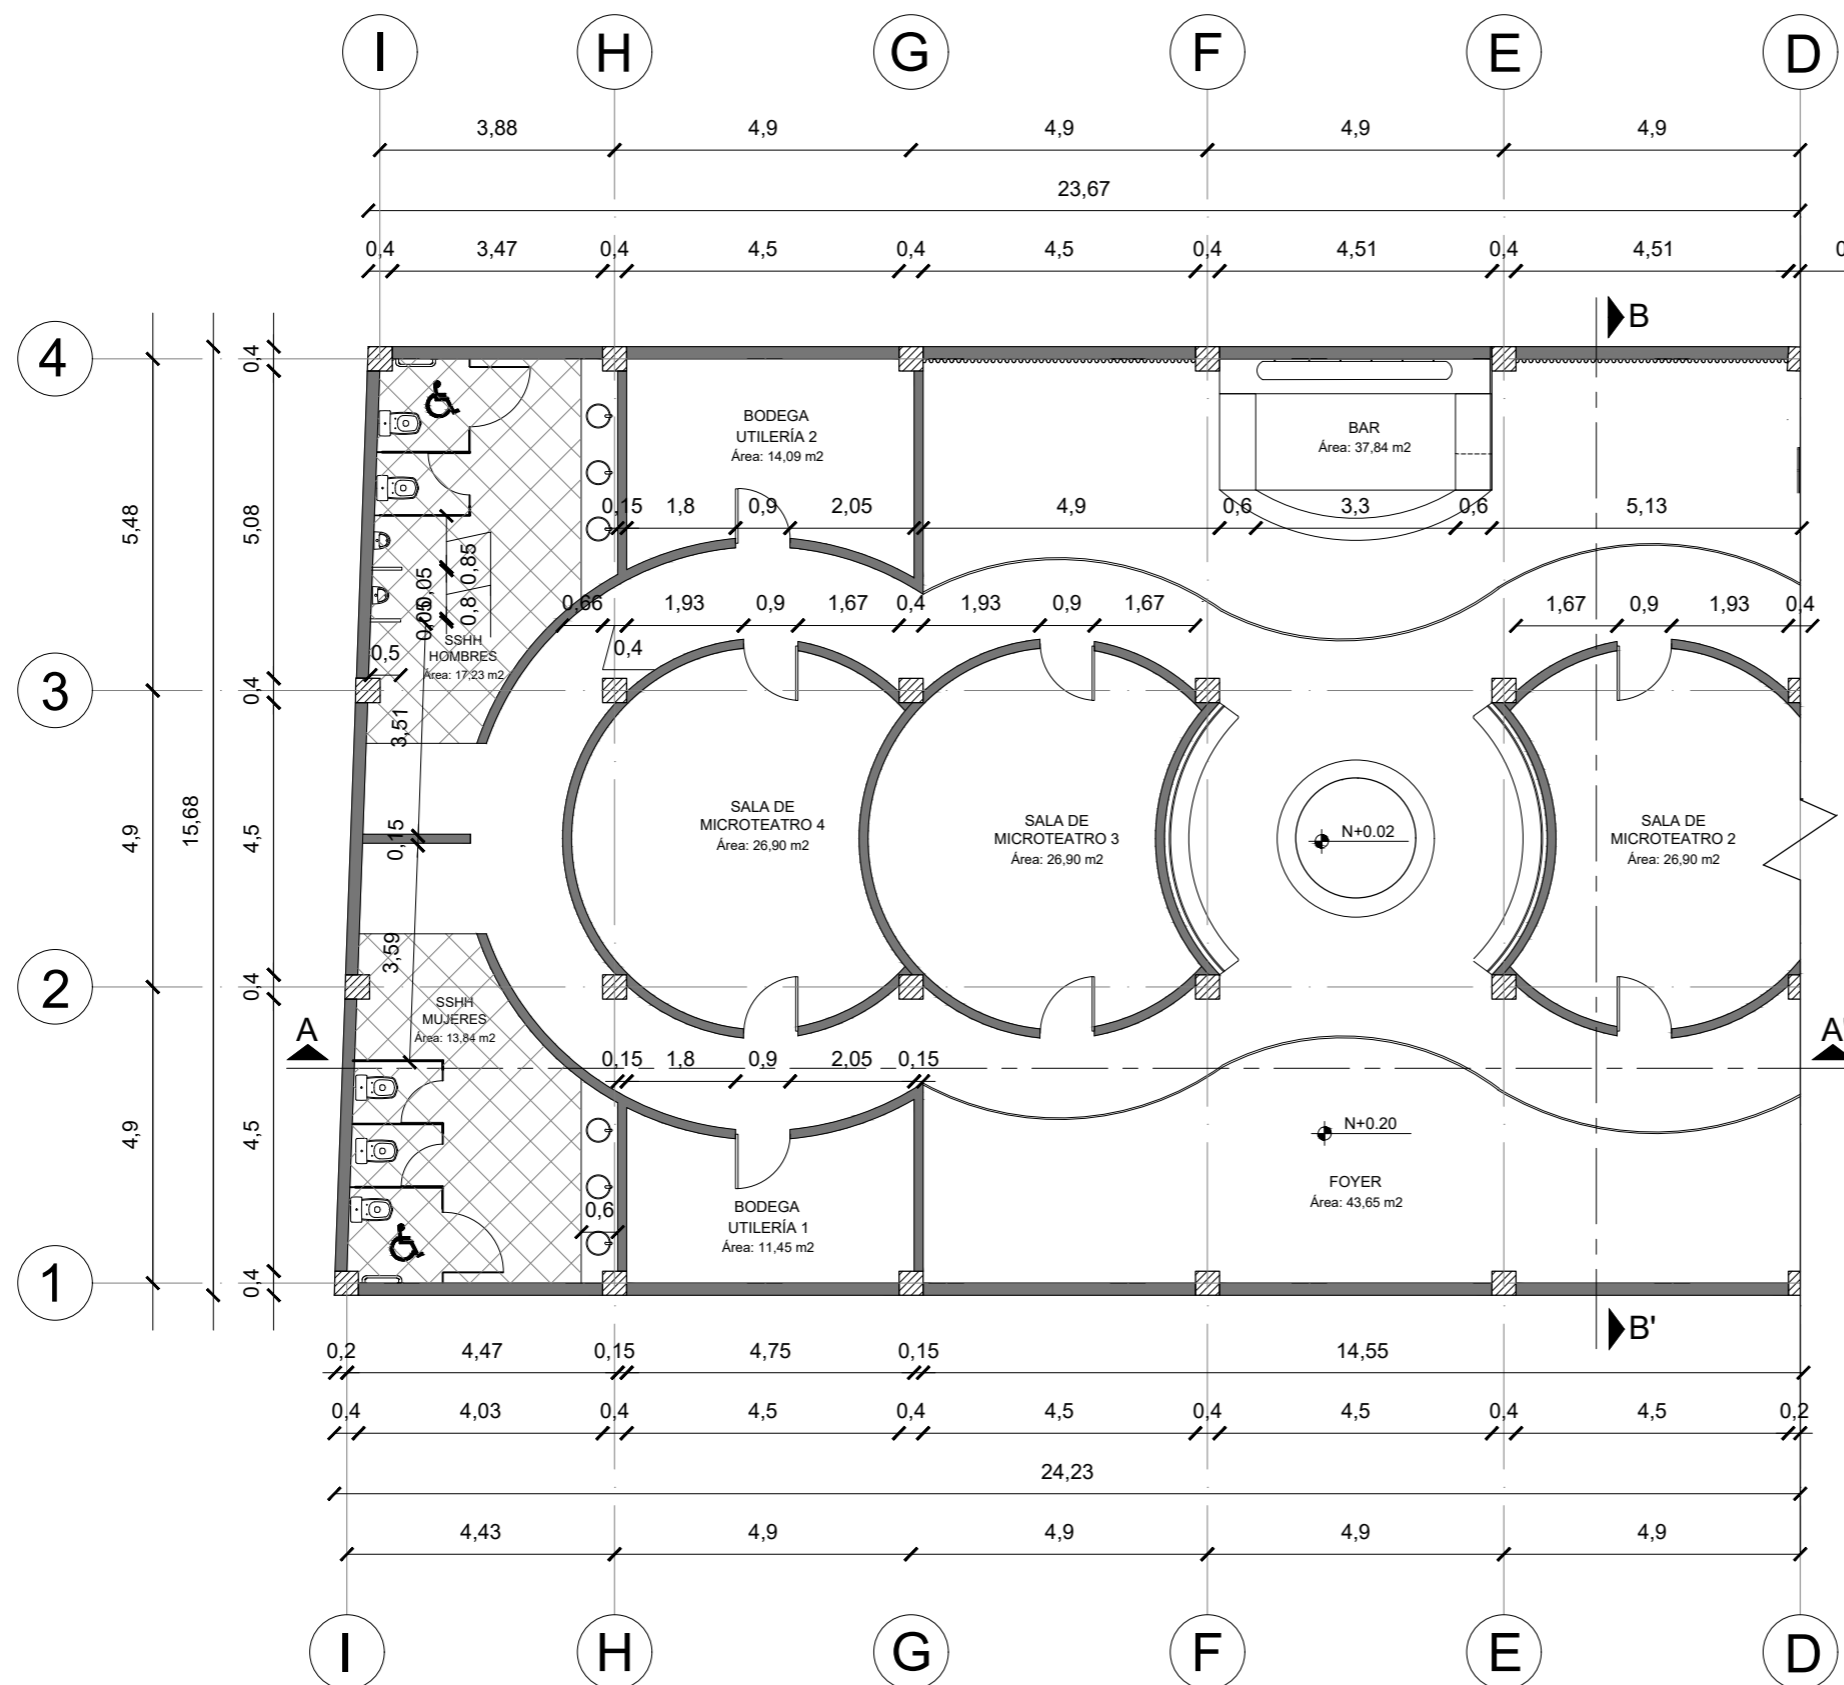 I H G F E D
3,88 4,9 4,9 4,9 4,9
23,67
0,4 3,47 0,4 4,5 0,4 4,5 0,4 4,51 0,4 4,51
B
4
0,4
BODEGA
UTILERÍA 2
Área: 14,09 m2
BAR
Área: 37,84 m2
5,48
5,08
0,15 1,8 0,9 2,05 4,9 0,6 3,3 0,6 5,13
0,85
0,05
0,8
0,05
0,66 1,93 0,9 1,67 0,4 1,93 0,9 1,67 1,67 0,9 1,93 0,4
SSHH
HOMBRES
Área: 17,23 m2
0,5
0,4
3
0,4
3,51
15,68
4,9
4,5
0,15
SALA DE
MICROTEATRO 4
Área: 26,90 m2
SALA DE
MICROTEATRO 3
Área: 26,90 m2
N+0.02
SALA DE
MICROTEATRO 2
Área: 26,90 m2
3,59
2
0,4
SSHH
MUJERES
Área: 13,84 m2
A
A'
0,15 1,8 0,9 2,05 0,15
4,9
4,5
N+0.20
FOYER
Área: 43,65 m2
0,6
BODEGA
UTILERÍA 1
Área: 11,45 m2
1
0,4
B'
0,2 4,47 0,15 4,75 0,15 14,55
0,4 4,03 0,4 4,5 0,4 4,5 0,4 4,5 0,4 4,5 0,2
24,23
4,43 4,9 4,9 4,9 4,9
I H G F E D